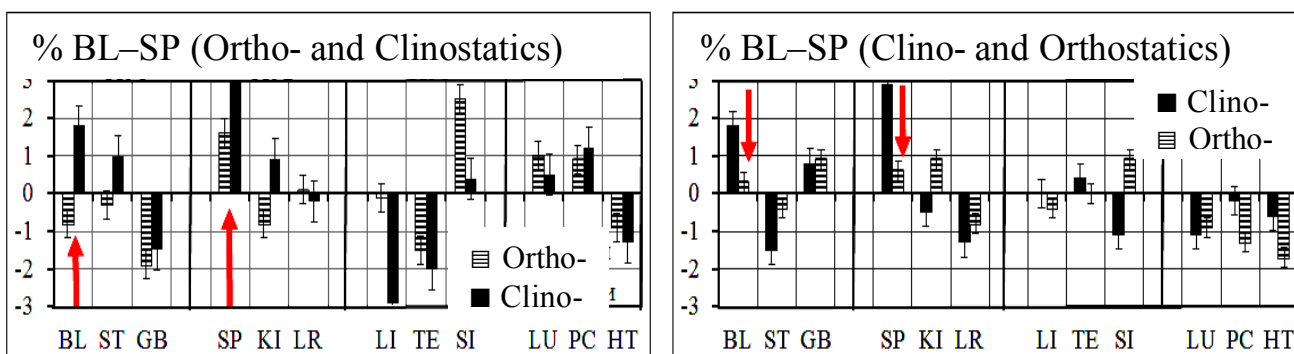 % BL–SP (Ortho- and Clinostatics)
3
2
1
0
-1
-2
-3
Ortho-
Clino-
BL ST GB SP KI LR LI TE SI LU PC HT
% BL–SP (Clino- and Orthostatics)
3
2
1
0
-1
-2
-3
Clino-
Ortho-
BL ST GB SP KI LR LI TE SI LU PC HT